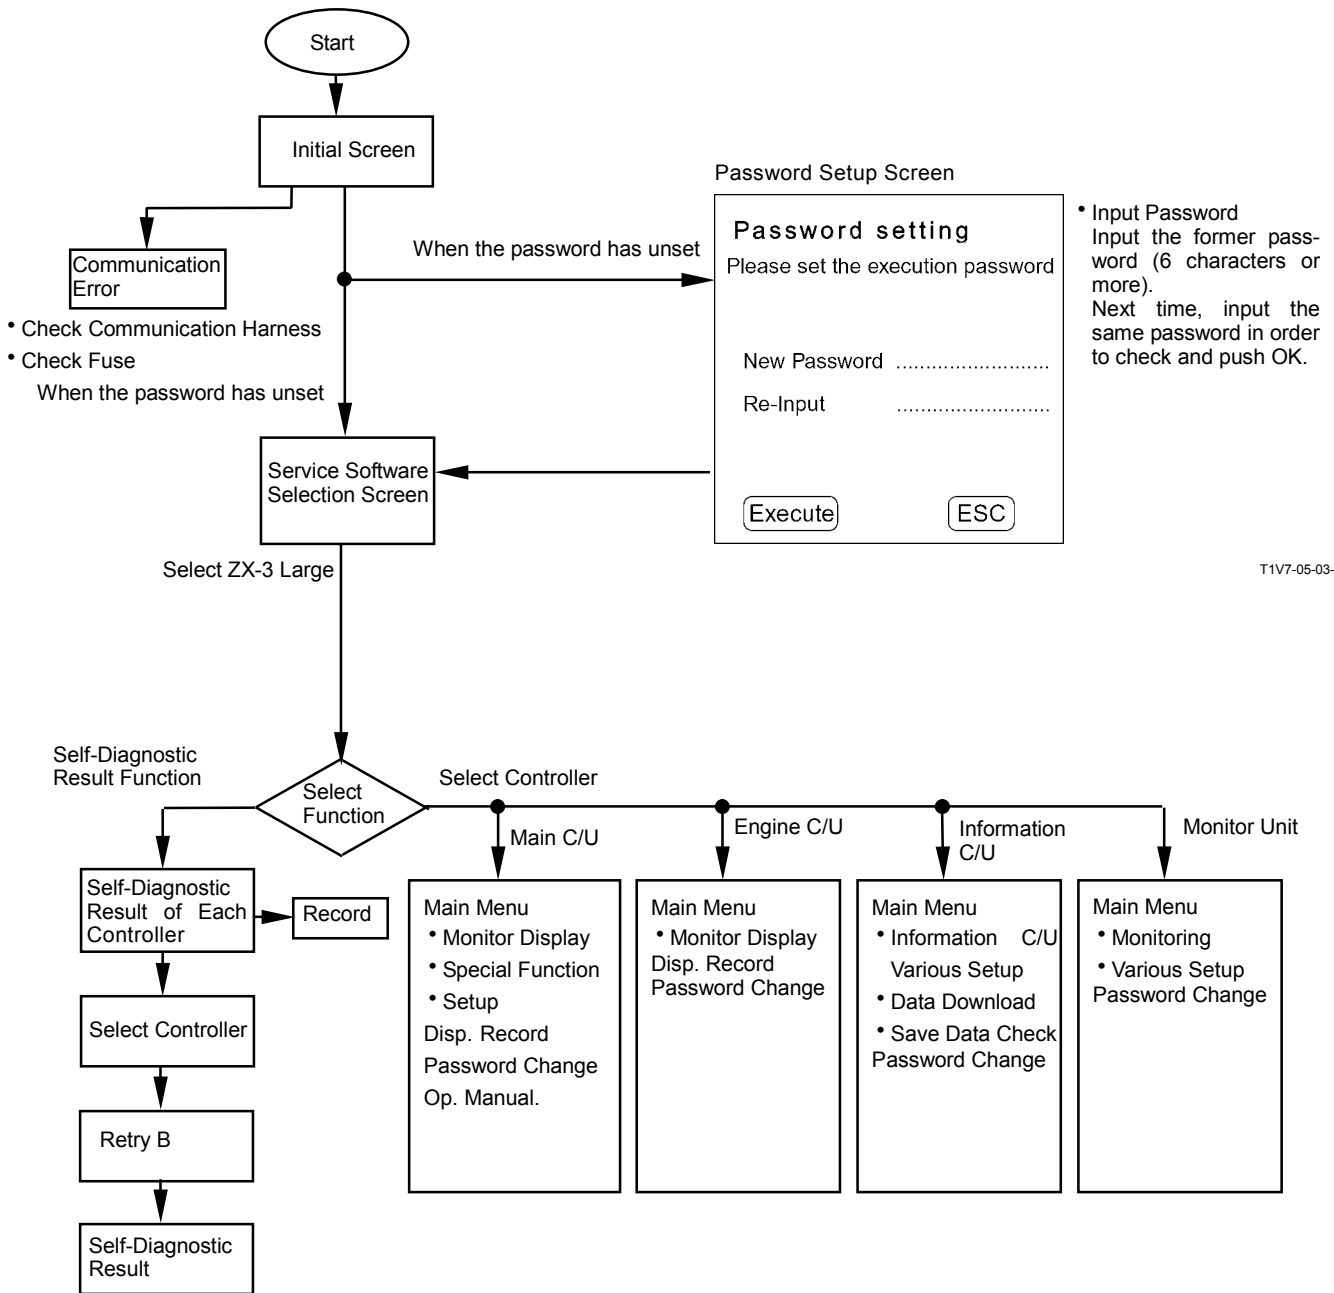 Start
Initial Screen
Communication
Error
• Check Communication Harness
• Check Fuse
When the password has unset
When the password has unset
Password Setup Screen
Password setting
Please set the execution password
New Password ..........................
Re-Input ..........................
Execute
ESC
• Input Password
Input the former pass-
word (6 characters or
more).
Next time, input the
same password in order
to check and push OK.
Service Software
Selection Screen
T1V7-05-03-
Select ZX-3 Large
Self-Diagnostic
Result Function
Select
Function
Select Controller
Main C/U
Engine C/U
Information
C/U
Monitor Unit
Self-Diagnostic
Result of Each
Controller
Record
Select Controller
Retry B
Self-Diagnostic
Result
Main Menu
• Monitor Display
• Special Function
• Setup
Disp. Record
Password Change
Op. Manual.
Main Menu
• Monitor Display
Disp. Record
Password Change
Main Menu
• Information C/U
Various Setup
• Data Download
• Save Data Check
Password Change
Main Menu
• Monitoring
• Various Setup
Password Change